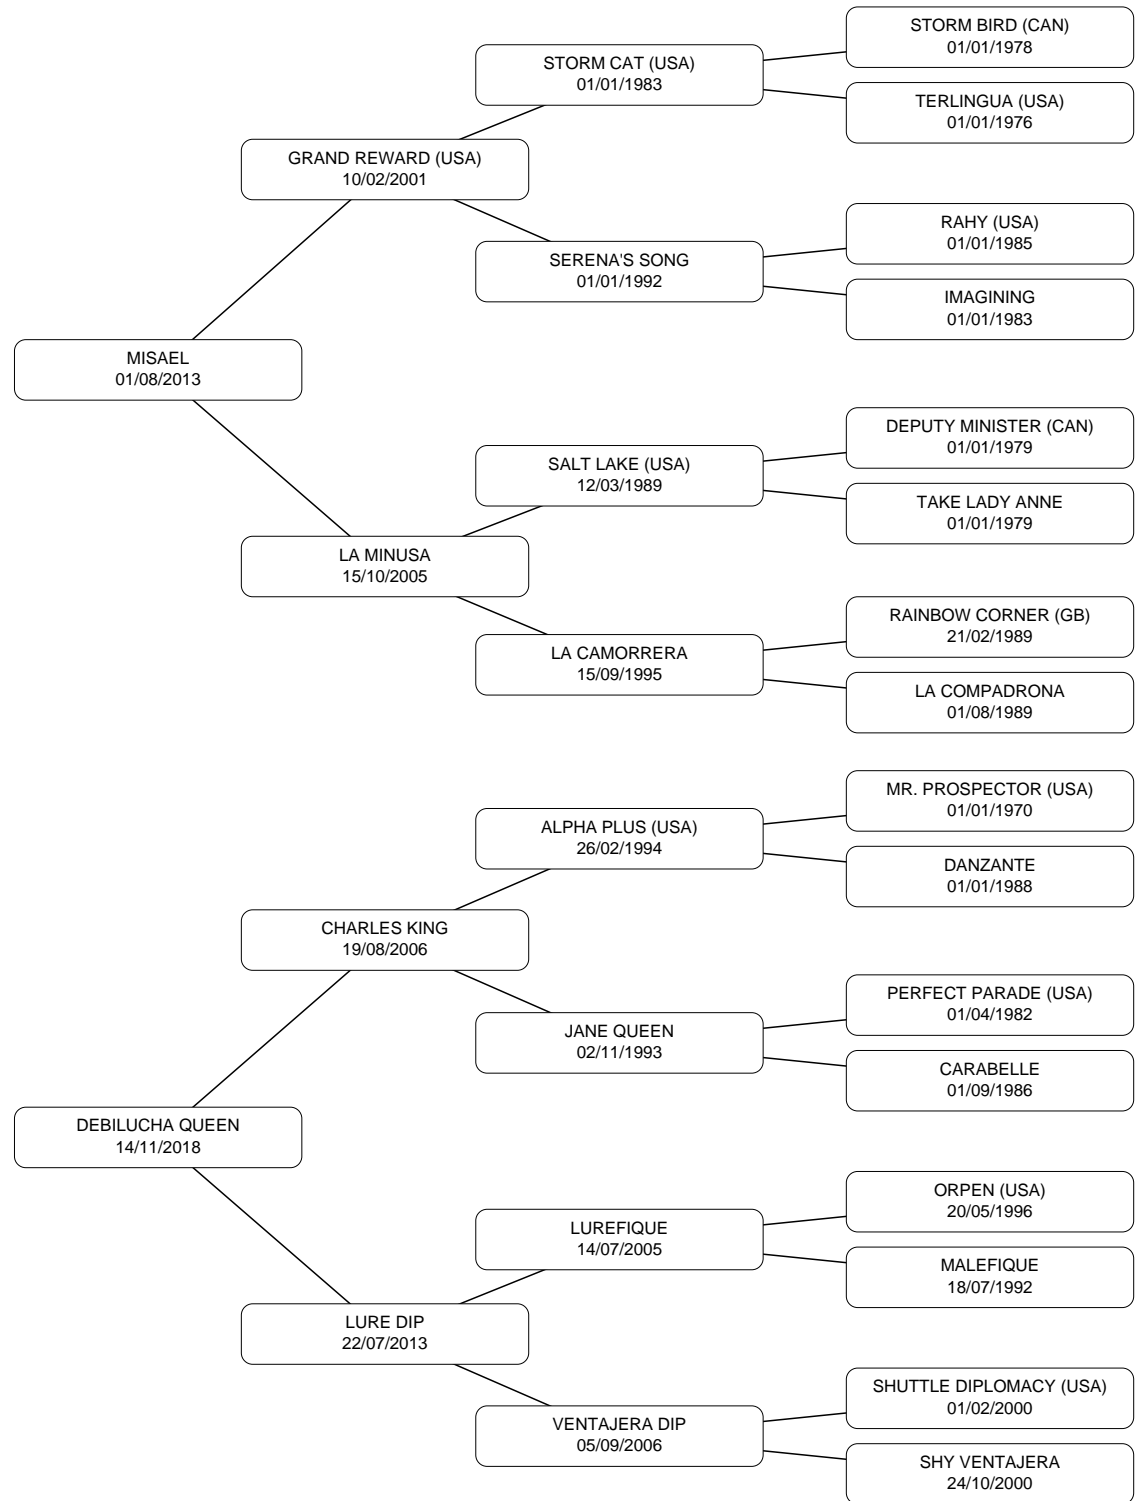 STORM BIRD (CAN)
01/01/1978
STORM CAT (USA)
01/01/1983
TERLINGUA (USA)
01/01/1976
GRAND REWARD (USA)
10/02/2001
RAHY (USA)
01/01/1985
SERENA'S SONG
01/01/1992
IMAGINING
01/01/1983
MISAEL
01/08/2013
DEPUTY MINISTER (CAN)
01/01/1979
SALT LAKE (USA)
12/03/1989
TAKE LADY ANNE
01/01/1979
LA MINUSA
15/10/2005
RAINBOW CORNER (GB)
21/02/1989
LA CAMORRERA
15/09/1995
LA COMPADRONA
01/08/1989
MR. PROSPECTOR (USA)
01/01/1970
ALPHA PLUS (USA)
26/02/1994
DANZANTE
01/01/1988
CHARLES KING
19/08/2006
PERFECT PARADE (USA)
01/04/1982
JANE QUEEN
02/11/1993
CARABELLE
01/09/1986
DEBILUCHA QUEEN
14/11/2018
ORPEN (USA)
20/05/1996
LUREFIQUE
14/07/2005
MALEFIQUE
18/07/1992
LURE DIP
22/07/2013
SHUTTLE DIPLOMACY (USA)
01/02/2000
VENTAJERA DIP
05/09/2006
SHY VENTAJERA
24/10/2000